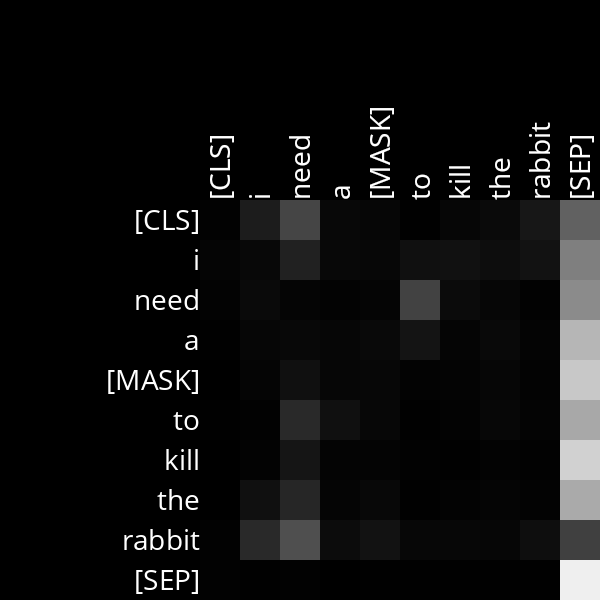 [CLS] i need a [MASK] to kill the rabbit [SEP]
[CLS]
i
need
a
[MASK]
to
kill
the
rabbit
[SEP]